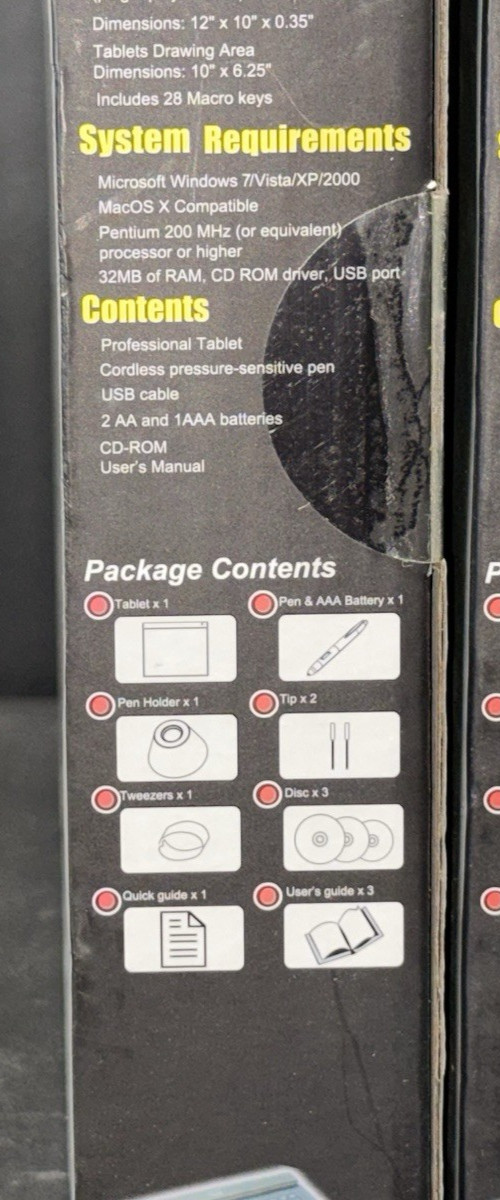 Dimensions: 12" x 10" x 0.35"
Tablets Drawing Area
Dimensions: 10" x 6.25"
Includes 28 Macro keys
System Requirements
Microsoft Windows 7/Vista/XP/2000
MacOS X Compatible
Pentium 200 MHz (or equivalent)
processor or higher
32MB of RAM, CD ROM driver, USB port
Contents
Professional Tablet
Cordless pressure-sensitive pen
USB cable
2 AA and 1AAA batteries
CD-ROM
User's Manual
Package Contents
Tablet x 1
Pen & AAA Battery x 1
Pen Holder x 1
Tip x 2
Tweezers x 1
Disc x 3
Quick guide x 1
User's guide x 3